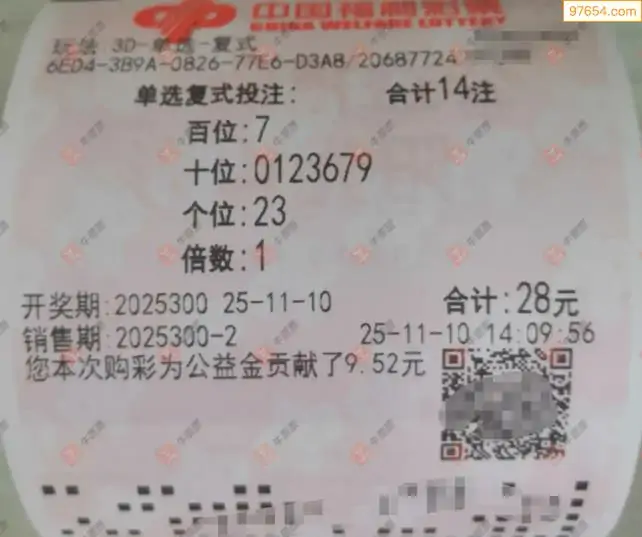 97654.com
中国福利彩票
CHINA WELFARE LOTTERY
玩法 3D-单选-复式
6ED4-3B9A-0826-77E6-D3A8/20687724
单选复式投注: 合计14注
百位:7
十位:0123679
个位:23
倍数:1
开奖期:2025300 25-11-10 合计:28元
销售期:2025300-2 25-11-10 14:09:56
您本次购彩为公益金贡献了9.52元